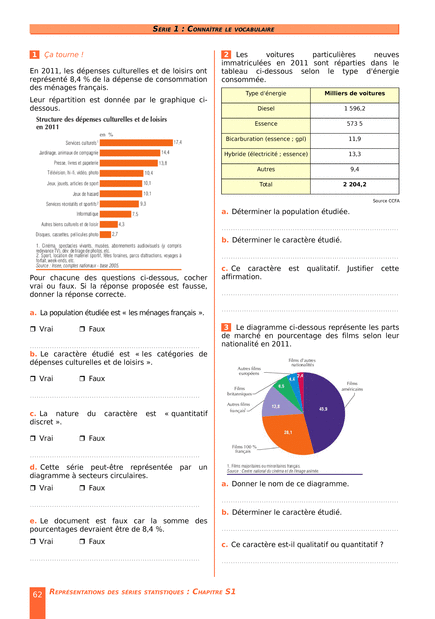 SÉRIE 1 : CONNAÎTRE LE VOCABULAIRE
1 Ça tourne !
En 2011, les dépenses culturelles et de loisirs ont
représenté 8,4 % de la dépense de consommation
des ménages français.
Leur répartition est donnée par le graphique ci-
dessous.
Structure des dépenses culturelles et de loisirs
en 2011
en %
Services culturels¹ 17,4
Jardinage, animaux de compagnie 14,4
Presse, livres et papeterie 13,8
Télévision, hi-fi, vidéo, photo 10,4
Jeux, jouets, articles de sport 10,1
Jeux de hasard 10,1
Services récréatifs et sportifs² 9,3
Informatique 7,5
Autres biens culturels et de loisir 4,3
Disques, cassettes, pellicules photo 2,7
1. Cinéma, spectacles vivants, musées, abonnements audiovisuels (y compris
redevance TV), dév. de tirage de photos, etc.
2. Sport, location de matériel sportif, fêtes foraines, parcs d'attractions, voyages à
forfait, week-ends, etc.
Source : Insee, comptes nationaux - base 2005.
Pour chacune des questions ci-dessous, cocher
vrai ou faux. Si la réponse proposée est fausse,
donner la réponse correcte.
a. La population étudiée est « les ménages français ».
❒ Vrai ❒ Faux
b. Le caractère étudié est « les catégories de
dépenses culturelles et de loisirs ».
❒ Vrai ❒ Faux
c. La nature du caractère est « quantitatif
discret ».
❒ Vrai ❒ Faux
d. Cette série peut-être représentée par un
diagramme à secteurs circulaires.
❒ Vrai ❒ Faux
e. Le document est faux car la somme des
pourcentages devraient être de 8,4 %.
❒ Vrai ❒ Faux
2 Les voitures particulières neuves
immatriculées en 2011 sont réparties dans le
tableau ci-dessous selon le type d'énergie
consommée.
Type d'énergie Milliers de voitures
Diesel 1 596,2
Essence 573 5
Bicarburation (essence ; gpl) 11,9
Hybride (électricité ; essence) 13,3
Autres 9,4
Total 2 204,2
Source CCFA
a. Déterminer la population étudiée.
b. Déterminer le caractère étudié.
c. Ce caractère est qualitatif. Justifier cette
affirmation.
3 Le diagramme ci-dessous représente les parts
de marché en pourcentage des films selon leur
nationalité en 2011.
Films d'autres
nationalités
2,4
Autres films
européens
4,4
Films
britanniques
6,5
Films
américains
45,9
Autres films
français¹
12,8
28,1
Films 100 %
français
1. Films majoritaires ou minoritaires français.
Source : Centre national du cinéma et de l'image animée.
a. Donner le nom de ce diagramme.
b. Déterminer le caractère étudié.
c. Ce caractère est-il qualitatif ou quantitatif ?
62 REPRÉSENTATIONS DES SÉRIES STATISTIQUES : CHAPITRE S1